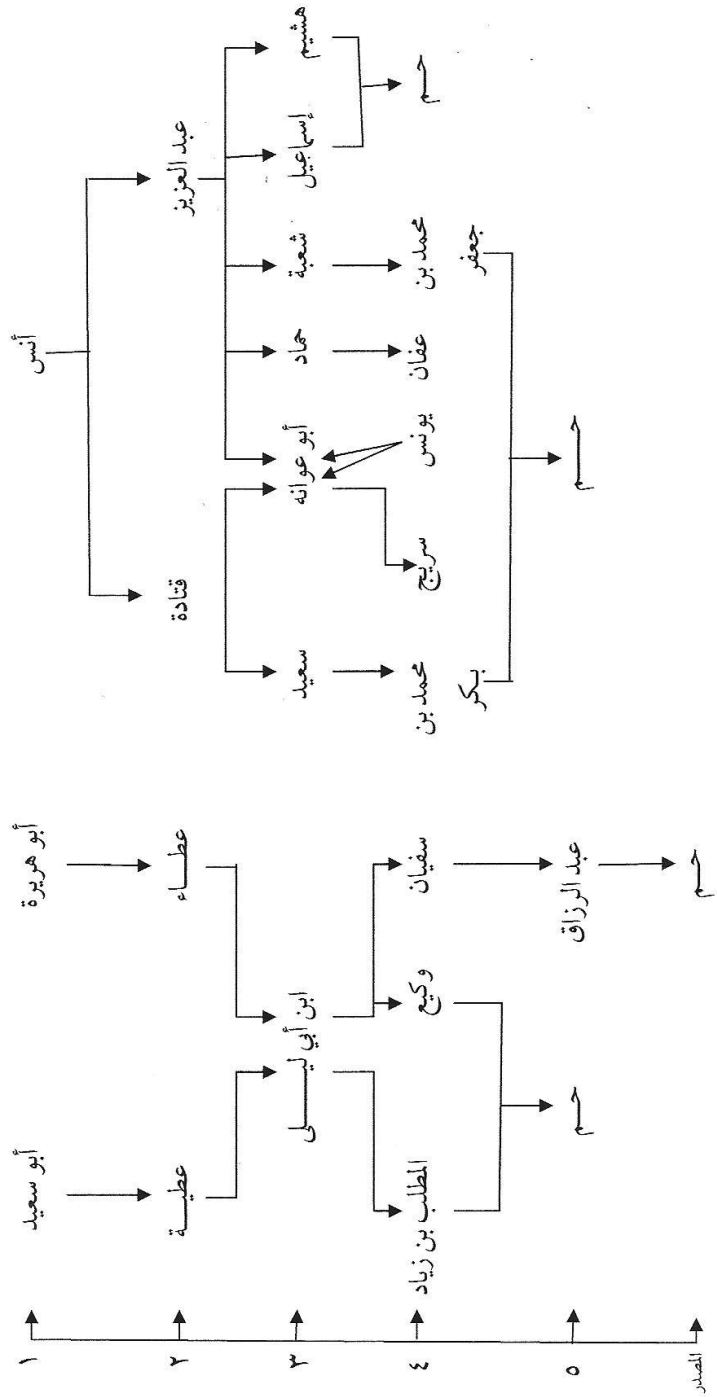 أنس أبو هريرة أبو سعيد ١
عبد العزيز قتادة عطاء عطية ٢
هشيم إسماعيل شعبة حماد أبو عوانه سعيد ابن أبي ليلى ٣
حم محمد بن عفان يونس سريج محمد بن سفيان وكيع المطلب بن زياد ٤
جعفر بكر
حم عبد الرزاق حم ٥
حم المصدر